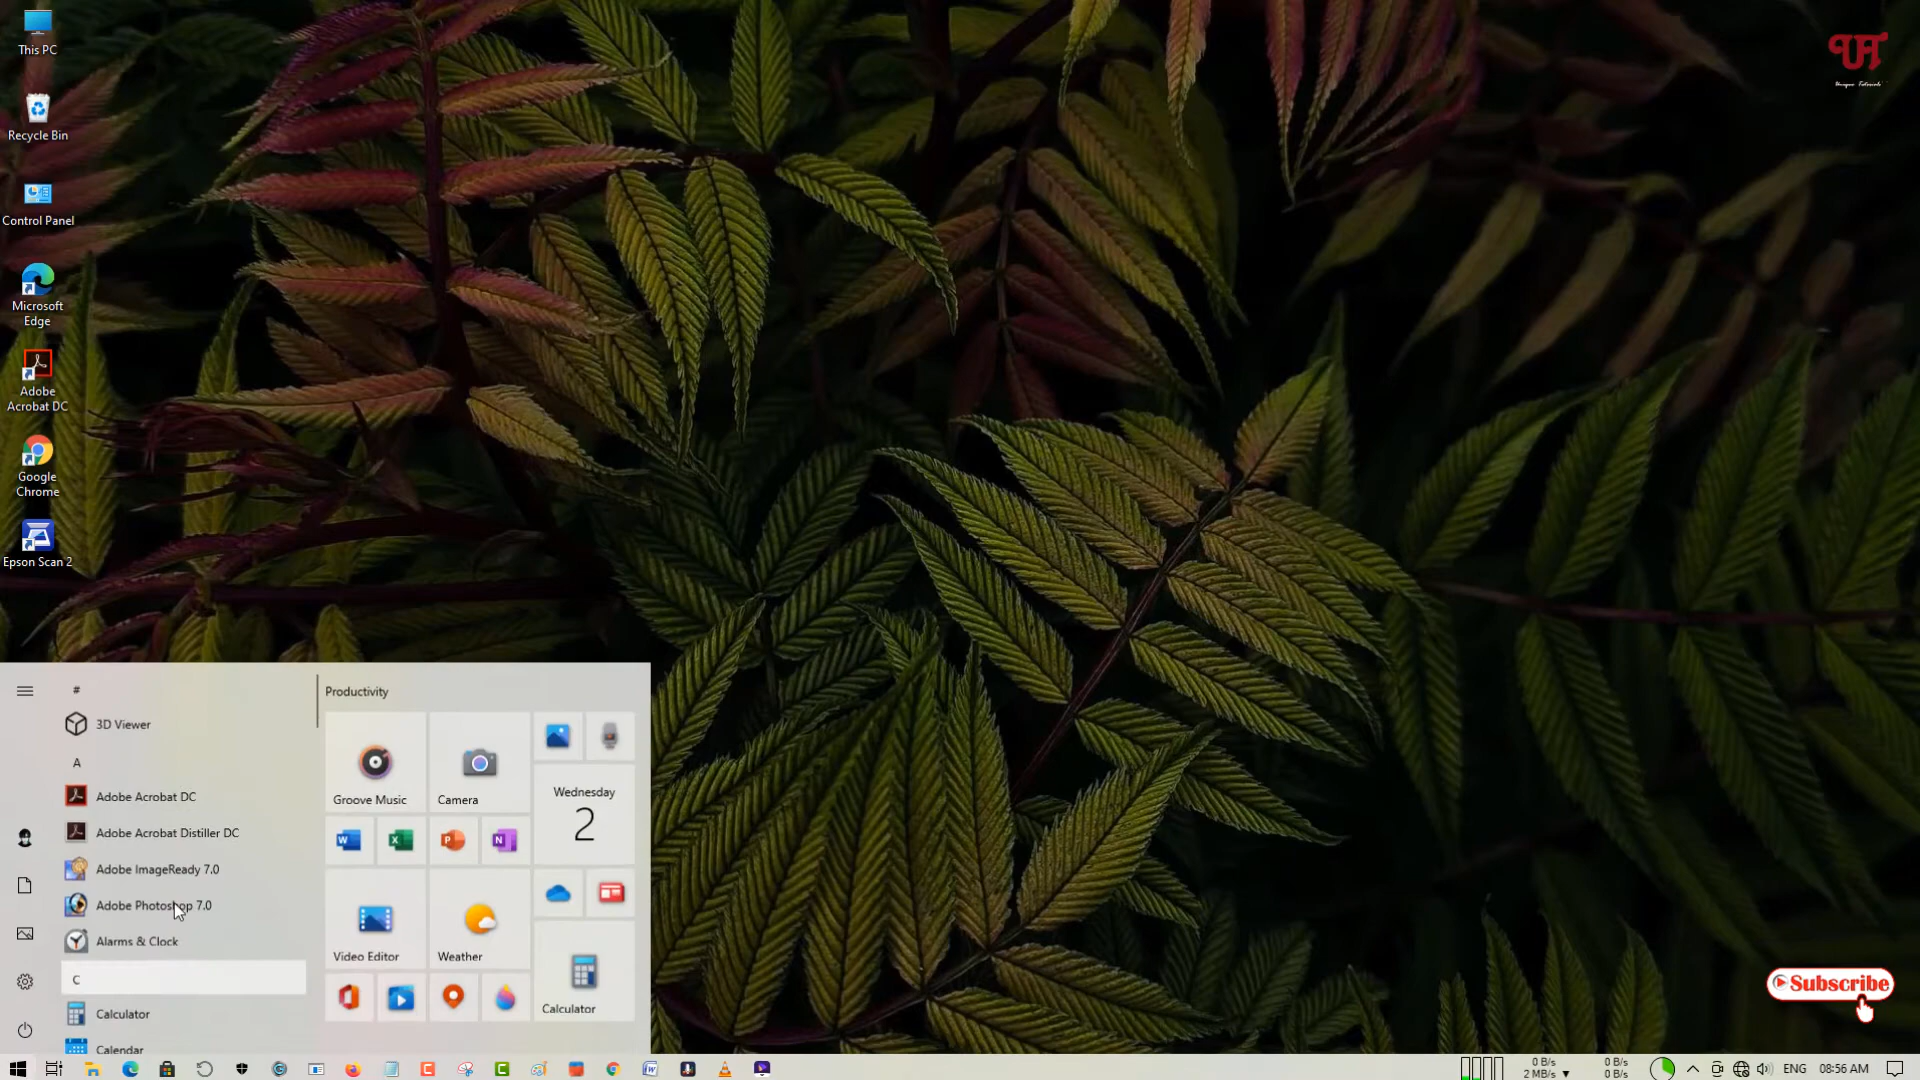 This PC
Recycle Bin
Control Panel
Microsoft
Edge
Adobe
Acrobat DC
Google
Chrome
Epson Scan 2
UT
Unique Tutorials
#
3D Viewer
A
Adobe Acrobat DC
Adobe Acrobat Distiller DC
Adobe ImageReady 7.0
Adobe Photoshop 7.0
Alarms & Clock
C
Calculator
Calendar
Productivity
Groove Music
Camera
Wednesday
2
Video Editor
Weather
Calculator
Subscribe
0 B/s
2 MB/s
0 B/s
0 B/s
ENG
08:56 AM